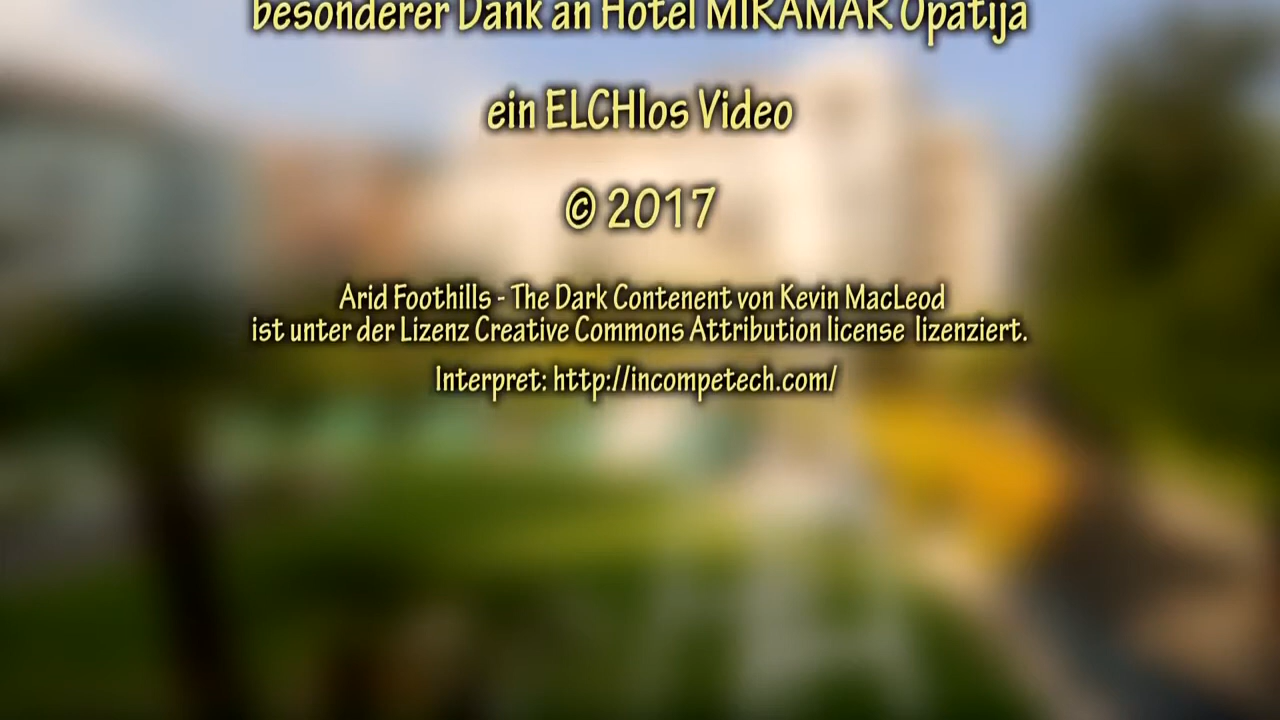 besonderer Dank an Hotel MIRAMAR Opatija
ein ELCHlos Video
© 2017
Arid Foothills - The Dark Contenent von Kevin MacLeod
ist unter der Lizenz Creative Commons Attribution license lizenziert.
Interpret: http://incompetech.com/